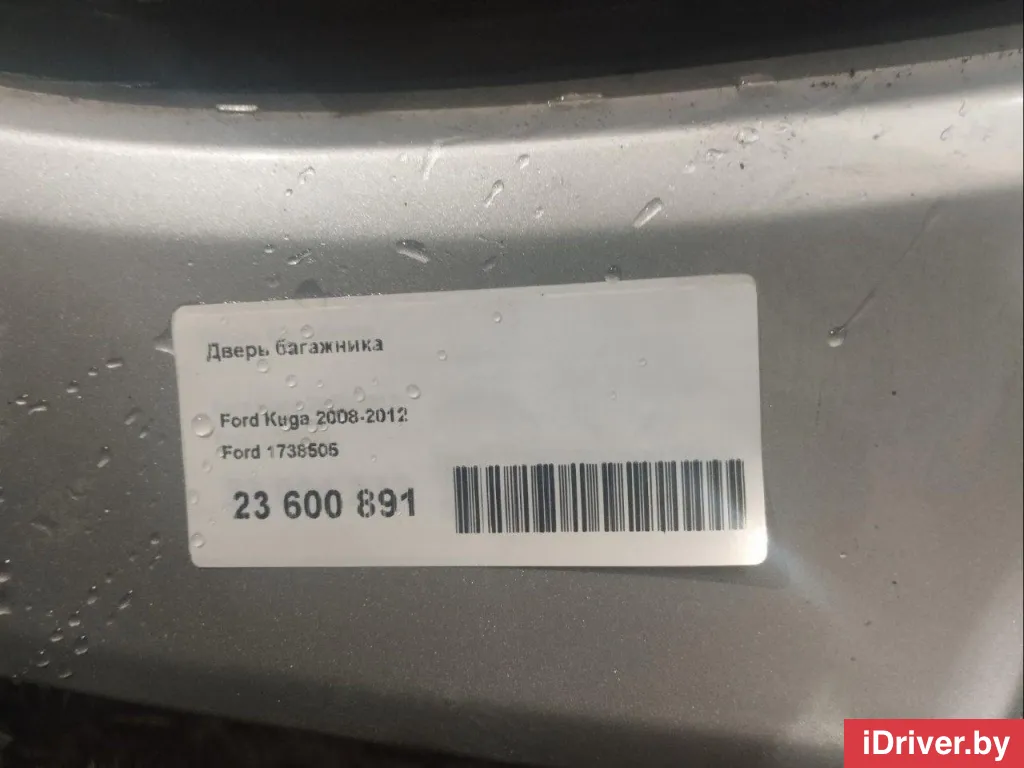 Дверь багажника
Ford Kuga 2008-2012
Ford 1738505
23 600 891
iDriver.by